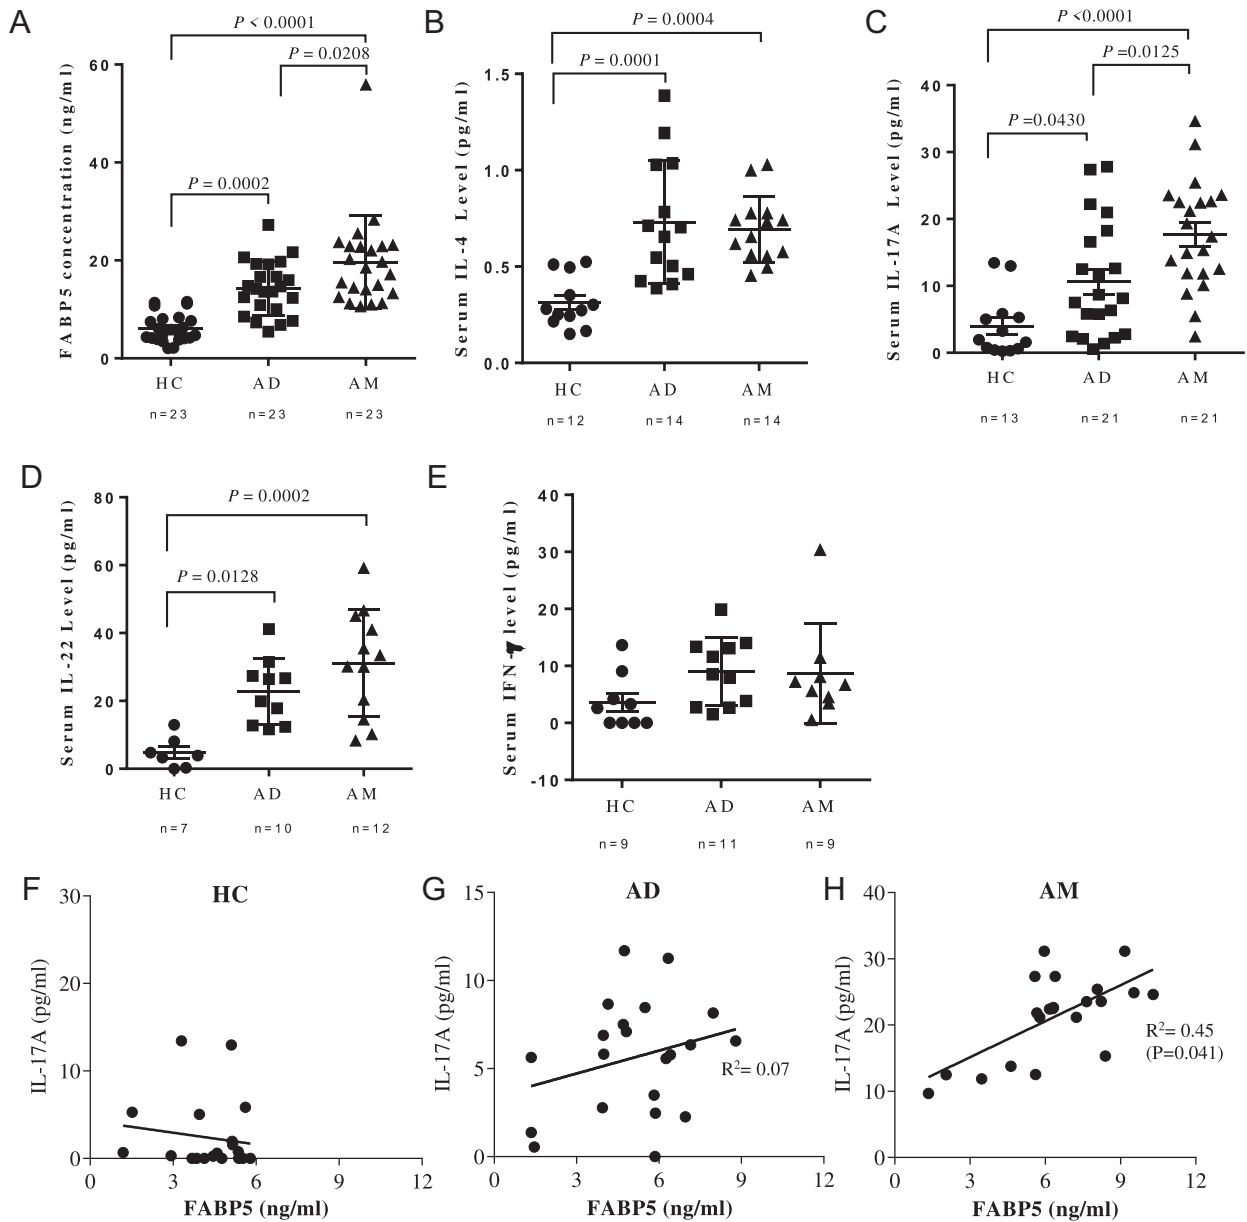 A
P < 0.0001
P = 0.0208
P = 0.0002
FABP5 concentration (ng/ml)
60
40
20
0
HC AD AM
n=23 n=23 n=23
B
P = 0.0004
P = 0.0001
Serum IL-4 Level (pg/ml)
1.5
1.0
0.5
0.0
HC AD AM
n=12 n=14 n=14
C
P <0.0001
P =0.0125
P =0.0430
Serum IL-17A Level (pg/ml)
40
30
20
10
0
HC AD AM
n=13 n=21 n=21
D
P = 0.0002
P = 0.0128
Serum IL-22 Level (pg/ml)
80
60
40
20
0
HC AD AM
n=7 n=10 n=12
E
Serum IFN-γ level (pg/ml)
40
30
20
10
0
-10
HC AD AM
n=9 n=11 n=9
F
HC
IL-17A (pg/ml)
30
20
10
0
0 3 6 9 12
FABP5 (ng/ml)
G
AD
IL-17A (pg/ml)
15
10
5
0
R²= 0.07
0 3 6 9 12
FABP5 (ng/ml)
H
AM
IL-17A (pg/ml)
40
30
20
10
0
R²= 0.45
(P=0.041)
0 3 6 9 12
FABP5 (ng/ml)